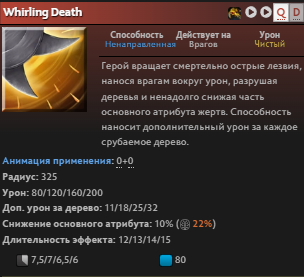 Whirling Death
Q D
Способность Действует на Урон
Ненаправленная Врагов Чистый
Герой вращает смертельно острые лезвия,
нанося врагам вокруг урон, разрушая
деревья и ненадолго снижая часть
основного атрибута жертв. Способность
наносит дополнительный урон за каждое
срубаемое дерево.
Анимация применения: 0+0
Радиус: 325
Урон: 80/120/160/200
Доп. урон за дерево: 11/18/25/32
Снижение основного атрибута: 10% ( 22%)
Длительность эффекта: 12/13/14/15
7,5/7/6,5/6 80